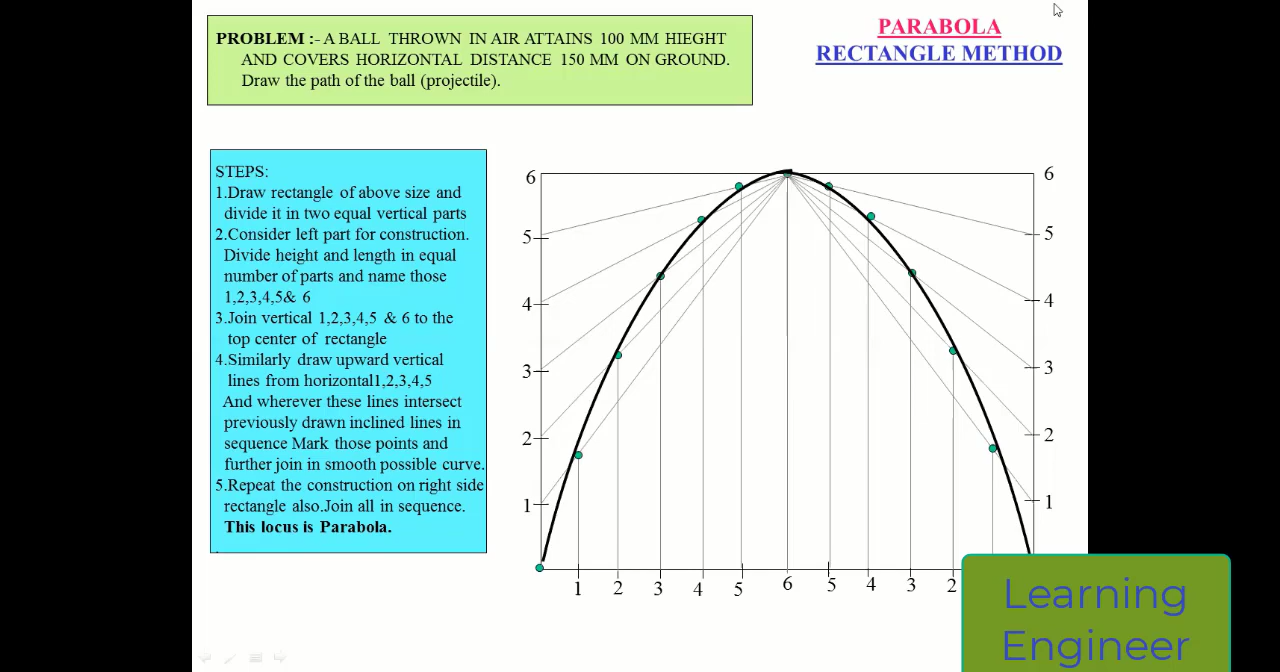 PROBLEM :- A BALL THROWN IN AIR ATTAINS 100 MM HIEGHT
AND COVERS HORIZONTAL DISTANCE 150 MM ON GROUND.
Draw the path of the ball (projectile).
PARABOLA
RECTANGLE METHOD
STEPS:
1.Draw rectangle of above size and
divide it in two equal vertical parts
2.Consider left part for construction.
Divide height and length in equal
number of parts and name those
1,2,3,4,5& 6
3.Join vertical 1,2,3,4,5 & 6 to the
top center of rectangle
4.Similarly draw upward vertical
lines from horizontal1,2,3,4,5
And wherever these lines intersect
previously drawn inclined lines in
sequence Mark those points and
further join in smooth possible curve.
5.Repeat the construction on right side
rectangle also.Join all in sequence.
This locus is Parabola.
.
6 6
5 5
4 4
3 3
2 2
1 1
1 2 3 4 5 6 5 4 3 2
Learning
Engineer